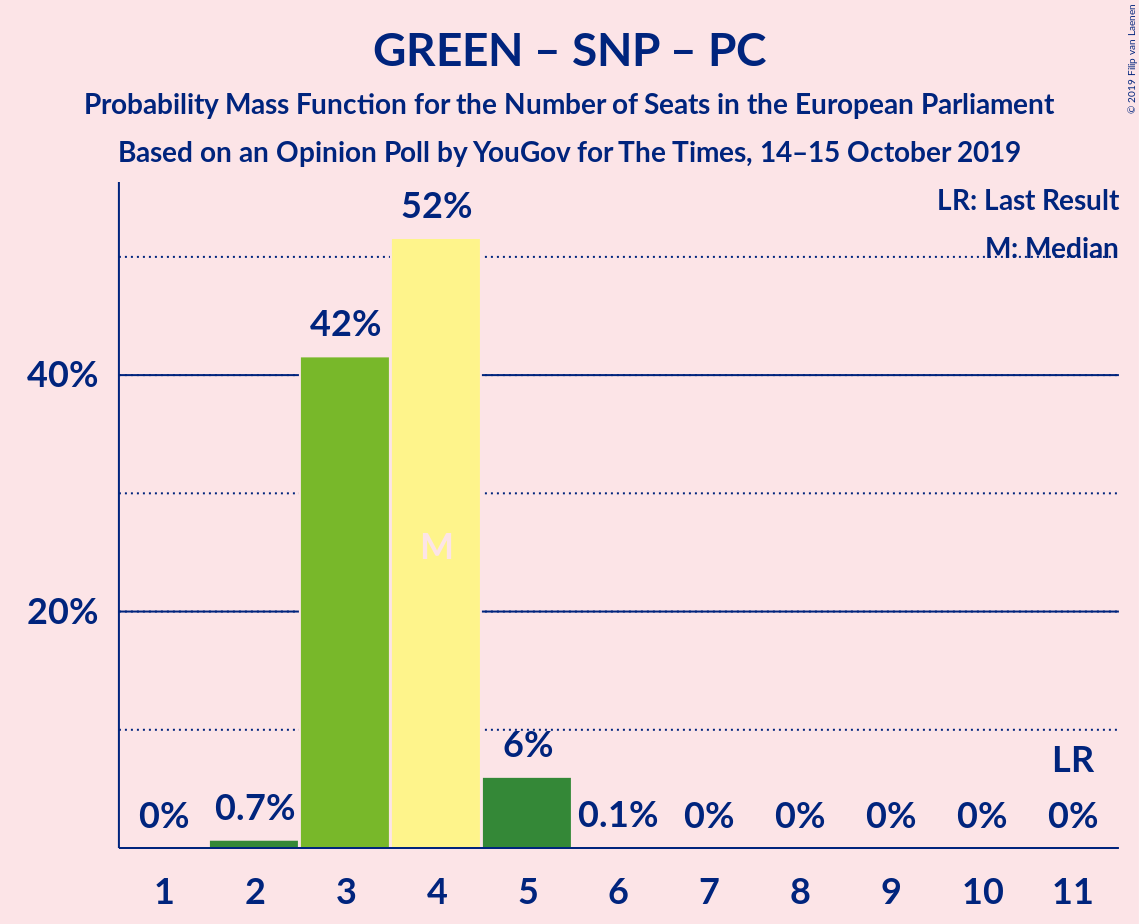 GREEN – SNP – PC
Probability Mass Function for the Number of Seats in the European Parliament
Based on an Opinion Poll by YouGov for The Times, 14–15 October 2019
© 2019 Filip van Laenen
LR: Last Result
M: Median
52%
42%
40%
M
20%
6%
LR
0% 0.7% 0.1% 0% 0% 0% 0% 0%
1 2 3 4 5 6 7 8 9 10 11